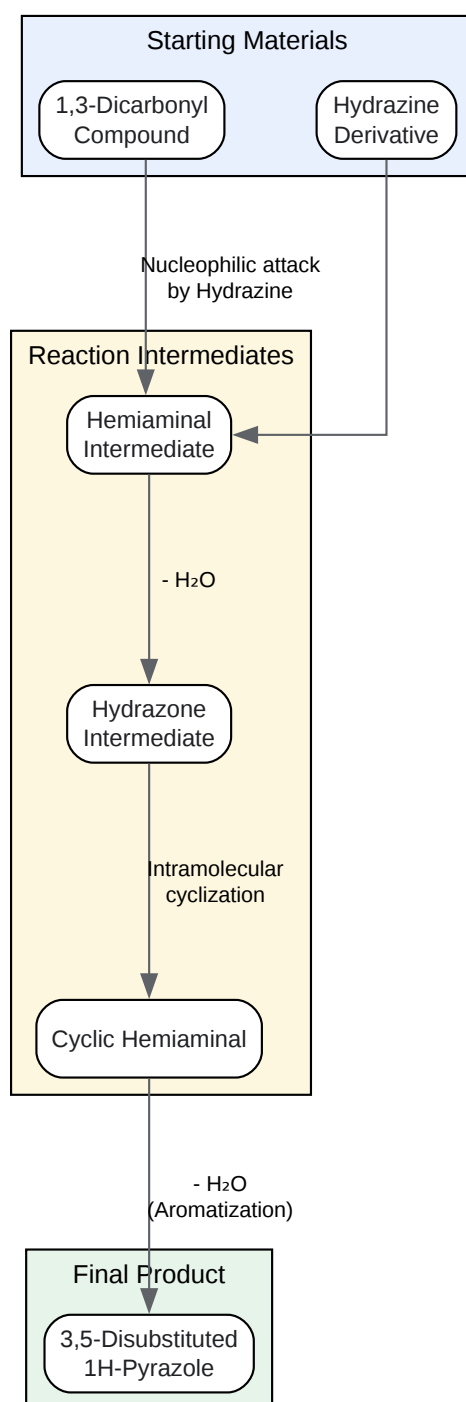 Starting Materials
1,3-Dicarbonyl
Compound
Hydrazine
Derivative
Nucleophilic attack
by Hydrazine
Reaction Intermediates
Hemiaminal
Intermediate
- H₂O
Hydrazone
Intermediate
Intramolecular
cyclization
Cyclic Hemiaminal
- H₂O
(Aromatization)
Final Product
3,5-Disubstituted
1H-Pyrazole